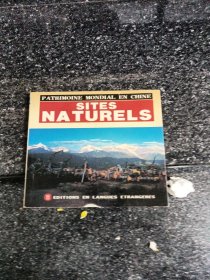 PATRIMOINE MONDIAL EN CHINE
SITES
NATURELS
EDITIONS EN LANGUES ETRANGERES